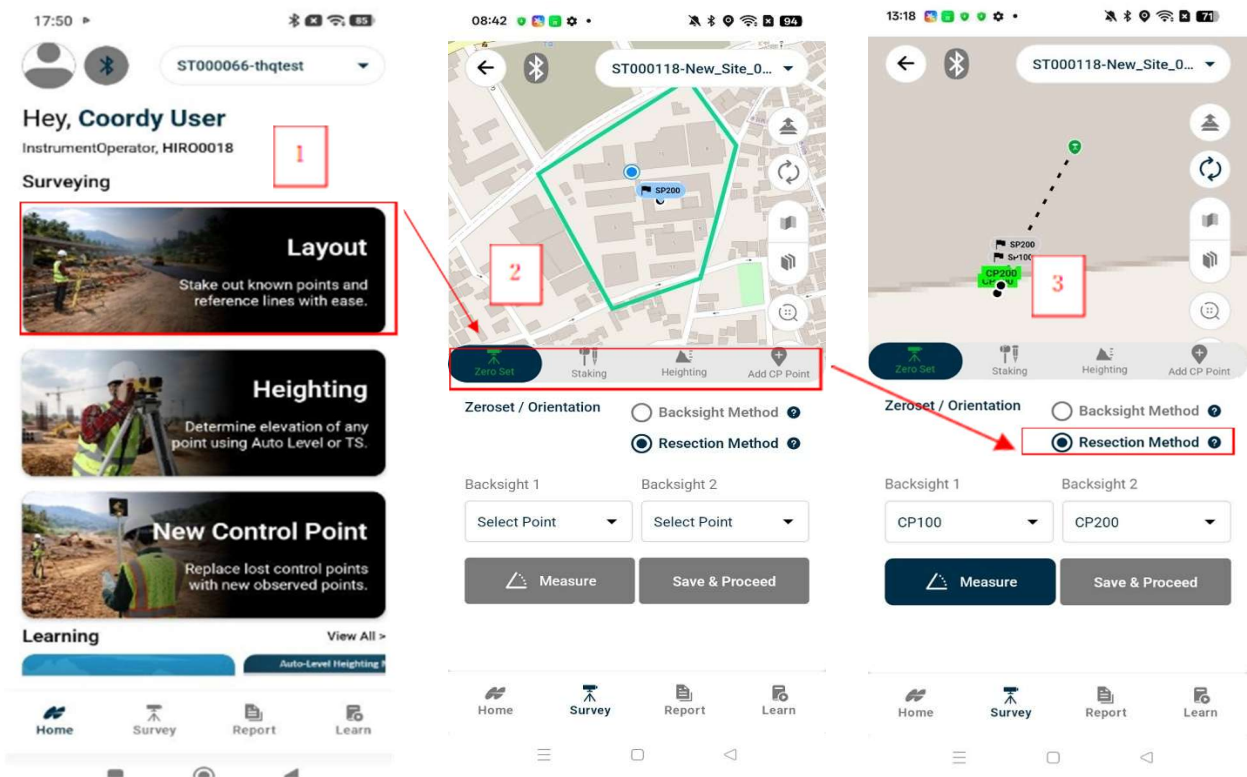 17:50
85
ST000066-thqtest
Hey, Coordy User
InstrumentOperator, HIRO0018
1
Surveying
Layout
Stake out known points and
reference lines with ease.
Heighting
Determine elevation of any
point using Auto Level or TS.
New Control Point
Replace lost control points
with new observed points.
Learning
View All >
Auto-Level Heighting
Home
Survey
Report
Learn
08:42
94
ST000118-New_Site_0...
SP200
2
Zero Set
Staking
Heighting
Add CP Point
Zeroset / Orientation
Backsight Method
Resection Method
Backsight 1
Backsight 2
Select Point
Select Point
Measure
Save & Proceed
Home
Survey
Report
Learn
13:18
71
ST000118-New_Site_0...
SP200
CP200
3
Zero Set
Staking
Heighting
Add CP Point
Zeroset / Orientation
Backsight Method
Resection Method
Backsight 1
Backsight 2
CP100
CP200
Measure
Save & Proceed
Home
Survey
Report
Learn